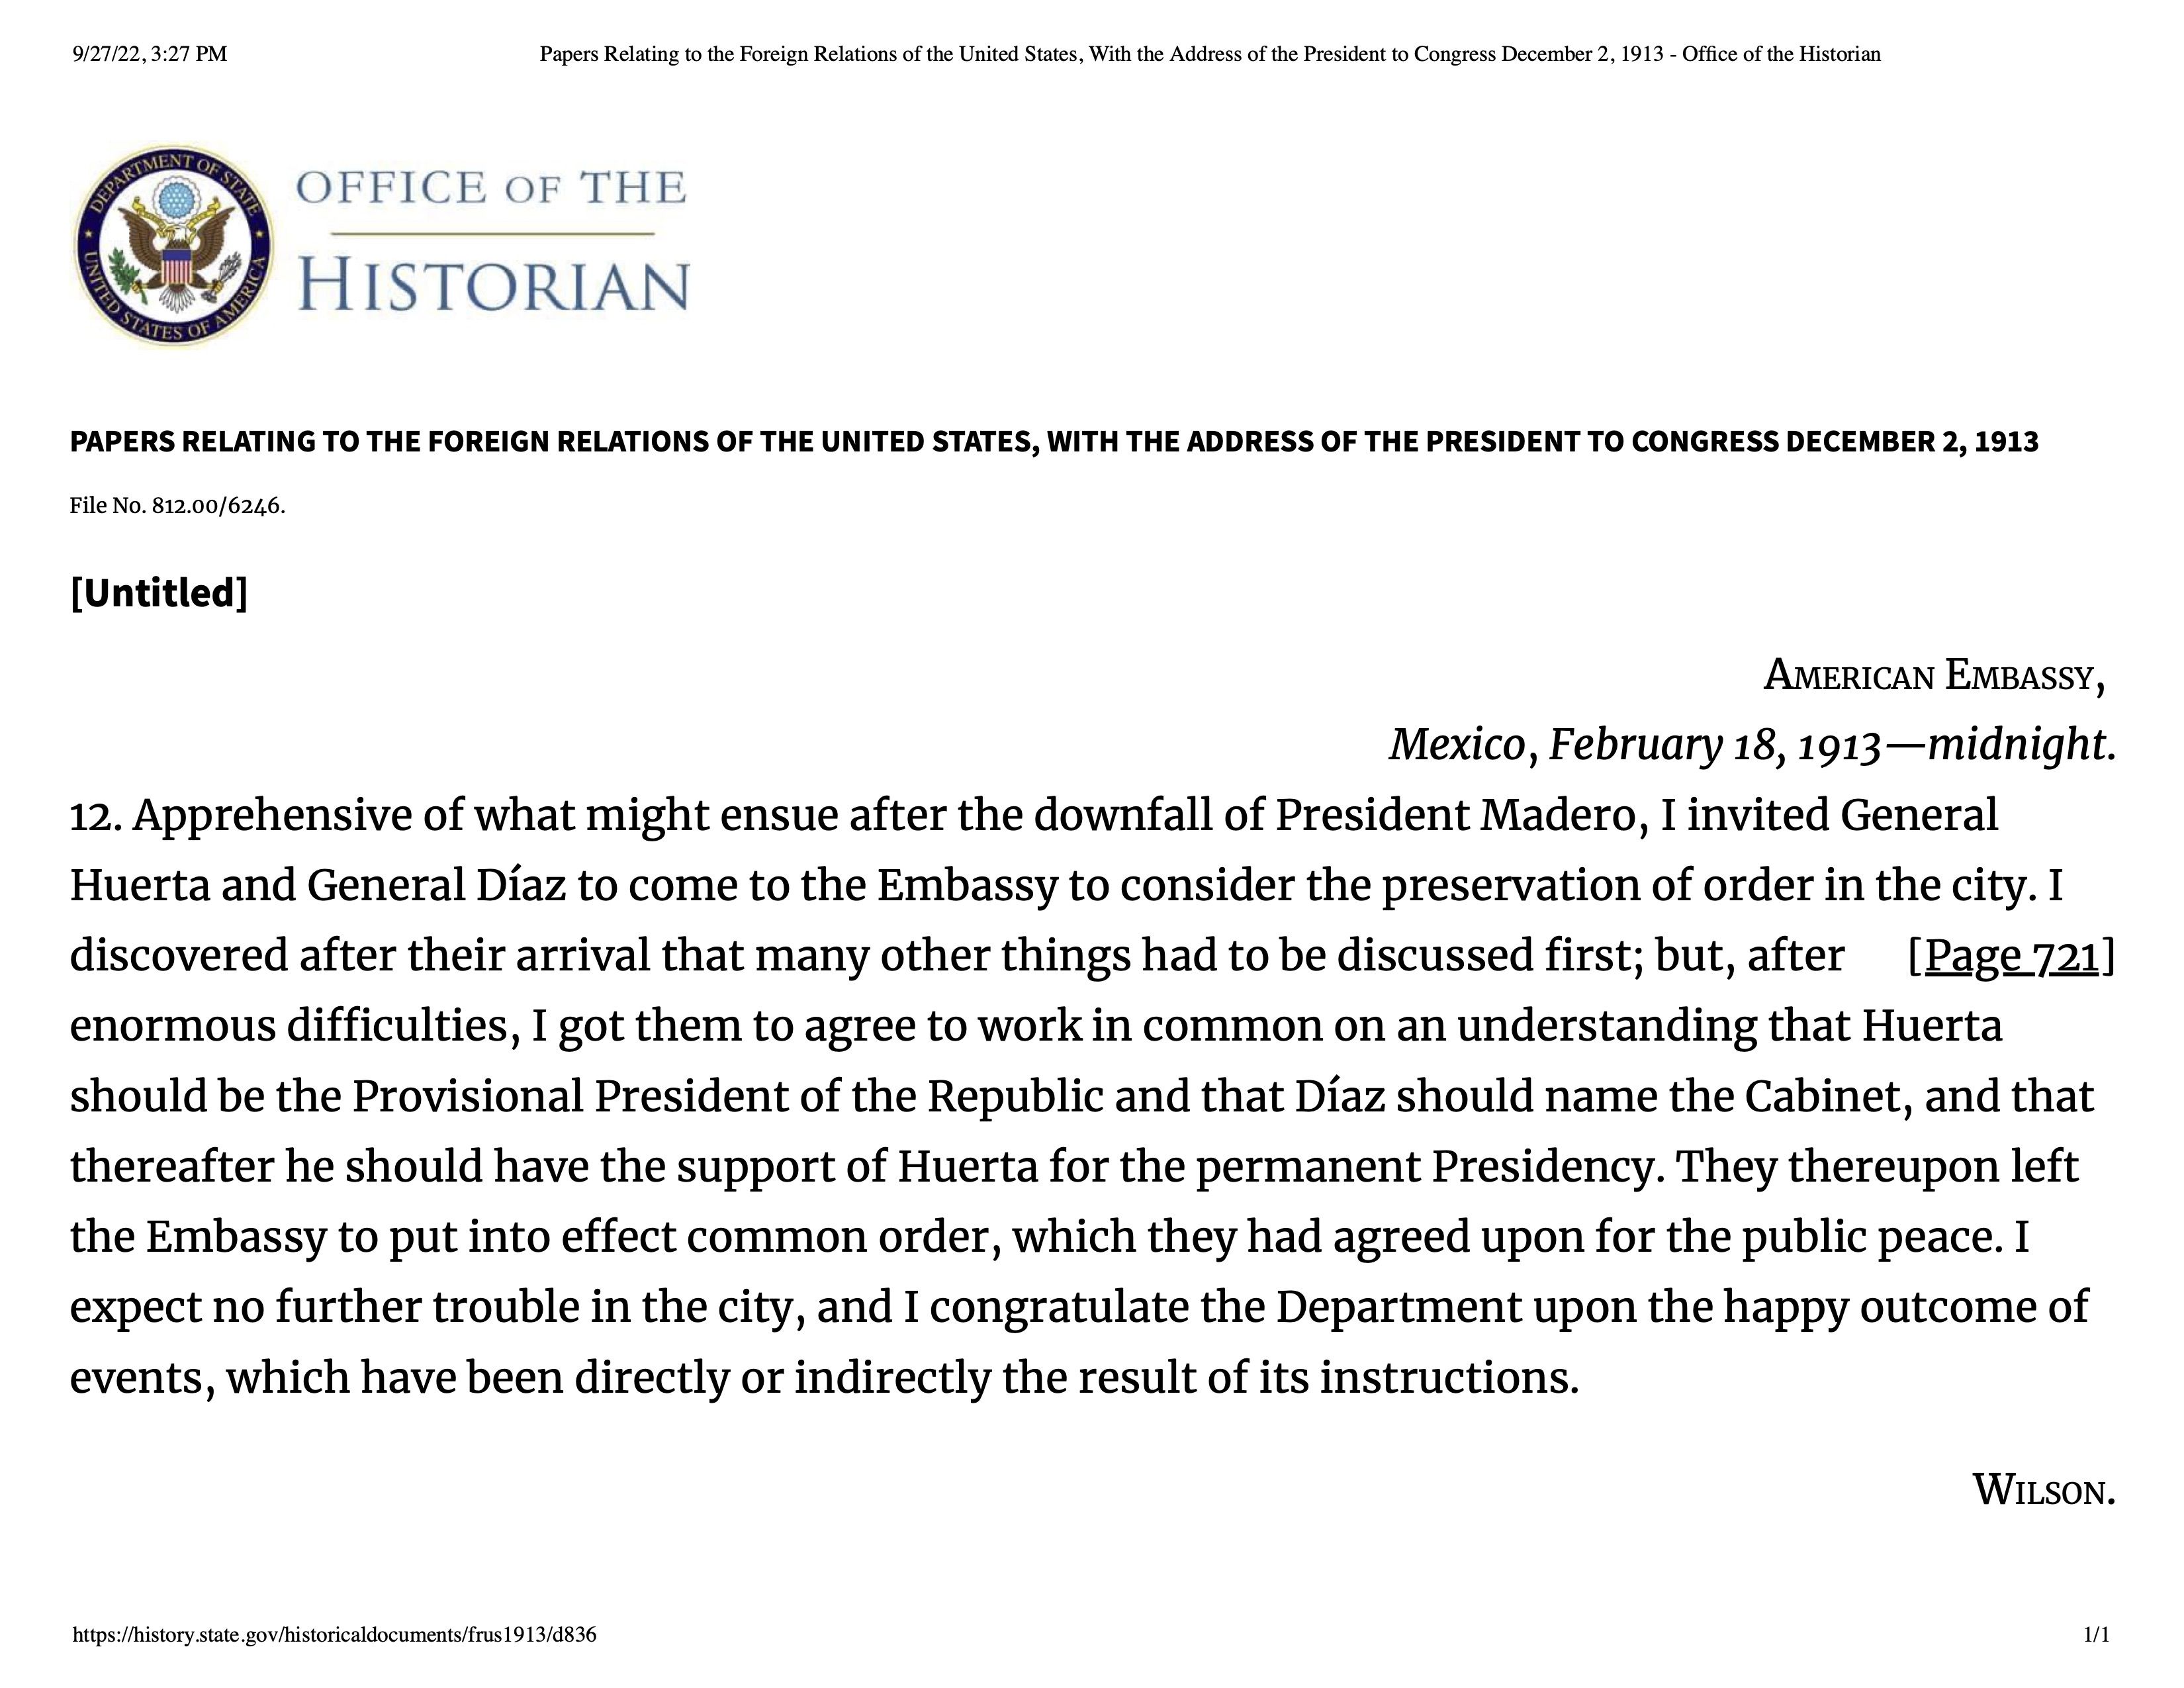 9/27/22, 3:27 PM
Papers Relating to the Foreign Relations of the United States, With the Address of the President to Congress December 2, 1913 - Office of the Historian
DEPARTMENT OF STATE
UNITED STATES OF AMERICA
OFFICE OF THE
HISTORIAN
PAPERS RELATING TO THE FOREIGN RELATIONS OF THE UNITED STATES, WITH THE ADDRESS OF THE PRESIDENT TO CONGRESS DECEMBER 2, 1913
File No. 812.00/6246.
[Untitled]
American Embassy,
Mexico, February 18, 1913—midnight.
12. Apprehensive of what might ensue after the downfall of President Madero, I invited General
Huerta and General Díaz to come to the Embassy to consider the preservation of order in the city. I
discovered after their arrival that many other things had to be discussed first; but, after [Page 721]
enormous difficulties, I got them to agree to work in common on an understanding that Huerta
should be the Provisional President of the Republic and that Díaz should name the Cabinet, and that
thereafter he should have the support of Huerta for the permanent Presidency. They thereupon left
the Embassy to put into effect common order, which they had agreed upon for the public peace. I
expect no further trouble in the city, and I congratulate the Department upon the happy outcome of
events, which have been directly or indirectly the result of its instructions.
Wilson.
https://history.state.gov/historicaldocuments/frus1913/d836
1/1